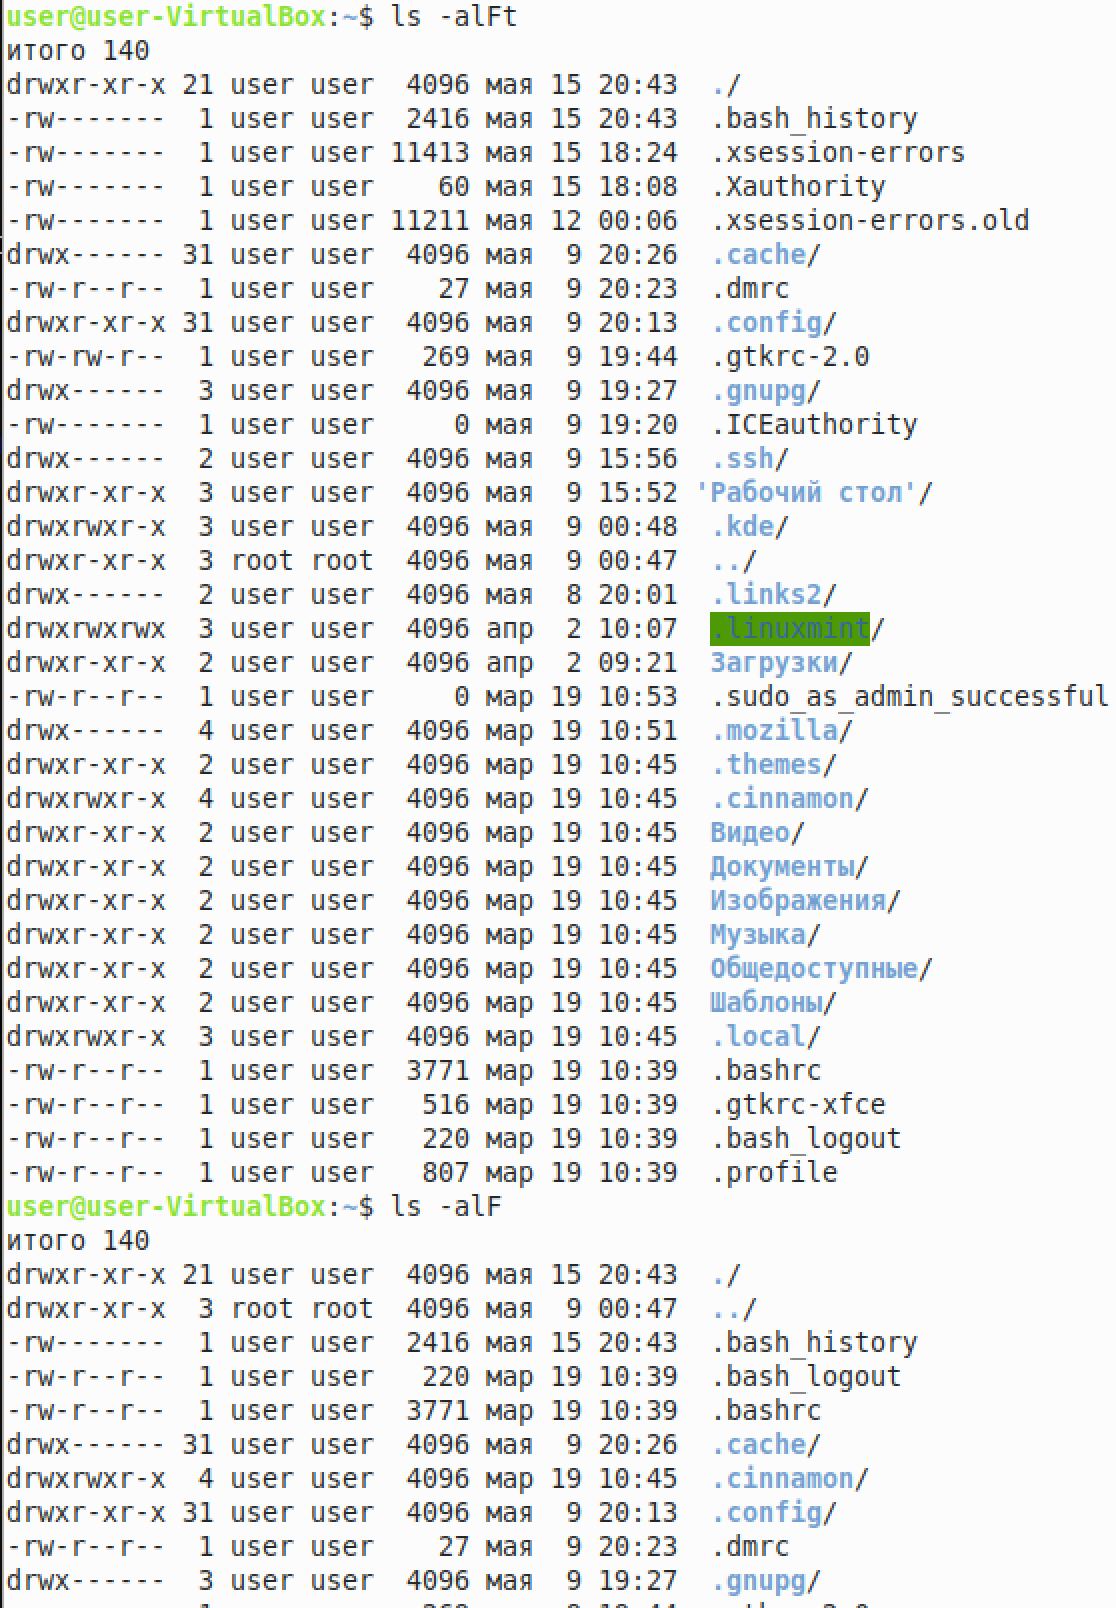 user@user-VirtualBox:~$ ls -alFt
итого 140
drwxr-xr-x 21 user user  4096 мая 15 20:43  ./
-rw-------  1 user user  2416 мая 15 20:43  .bash_history
-rw-------  1 user user 11413 мая 15 18:24  .xsession-errors
-rw-------  1 user user    60 мая 15 18:08  .Xauthority
-rw-------  1 user user 11211 мая 12 00:06  .xsession-errors.old
drwx------ 31 user user  4096 мая  9 20:26  .cache/
-rw-r--r--  1 user user    27 мая  9 20:23  .dmrc
drwxr-xr-x 31 user user  4096 мая  9 20:13  .config/
-rw-rw-r--  1 user user   269 мая  9 19:44  .gtkrc-2.0
drwx------  3 user user  4096 мая  9 19:27  .gnupg/
-rw-------  1 user user     0 мая  9 19:20  .ICEauthority
drwx------  2 user user  4096 мая  9 15:56  .ssh/
drwxr-xr-x  3 user user  4096 мая  9 15:52 'Рабочий стол'/
drwxrwxr-x  3 user user  4096 мая  9 00:48  .kde/
drwxr-xr-x  3 root root  4096 мая  9 00:47  ../
drwx------  2 user user  4096 мая  8 20:01  .links2/
drwxrwxrwx  3 user user  4096 апр  2 10:07  .linuxmint/
drwxr-xr-x  2 user user  4096 апр  2 09:21  Загрузки/
-rw-r--r--  1 user user     0 мар 19 10:53  .sudo_as_admin_successful
drwx------  4 user user  4096 мар 19 10:51  .mozilla/
drwxr-xr-x  2 user user  4096 мар 19 10:45  .themes/
drwxrwxr-x  4 user user  4096 мар 19 10:45  .cinnamon/
drwxr-xr-x  2 user user  4096 мар 19 10:45  Видео/
drwxr-xr-x  2 user user  4096 мар 19 10:45  Документы/
drwxr-xr-x  2 user user  4096 мар 19 10:45  Изображения/
drwxr-xr-x  2 user user  4096 мар 19 10:45  Музыка/
drwxr-xr-x  2 user user  4096 мар 19 10:45  Общедоступные/
drwxr-xr-x  2 user user  4096 мар 19 10:45  Шаблоны/
drwxrwxr-x  3 user user  4096 мар 19 10:45  .local/
-rw-r--r--  1 user user  3771 мар 19 10:39  .bashrc
-rw-r--r--  1 user user   516 мар 19 10:39  .gtkrc-xfce
-rw-r--r--  1 user user   220 мар 19 10:39  .bash_logout
-rw-r--r--  1 user user   807 мар 19 10:39  .profile
user@user-VirtualBox:~$ ls -alF
итого 140
drwxr-xr-x 21 user user  4096 мая 15 20:43  ./
drwxr-xr-x  3 root root  4096 мая  9 00:47  ../
-rw-------  1 user user  2416 мая 15 20:43  .bash_history
-rw-r--r--  1 user user   220 мар 19 10:39  .bash_logout
-rw-r--r--  1 user user  3771 мар 19 10:39  .bashrc
drwx------ 31 user user  4096 мая  9 20:26  .cache/
drwxrwxr-x  4 user user  4096 мар 19 10:45  .cinnamon/
drwxr-xr-x 31 user user  4096 мая  9 20:13  .config/
-rw-r--r--  1 user user    27 мая  9 20:23  .dmrc
drwx------  3 user user  4096 мая  9 19:27  .gnupg/